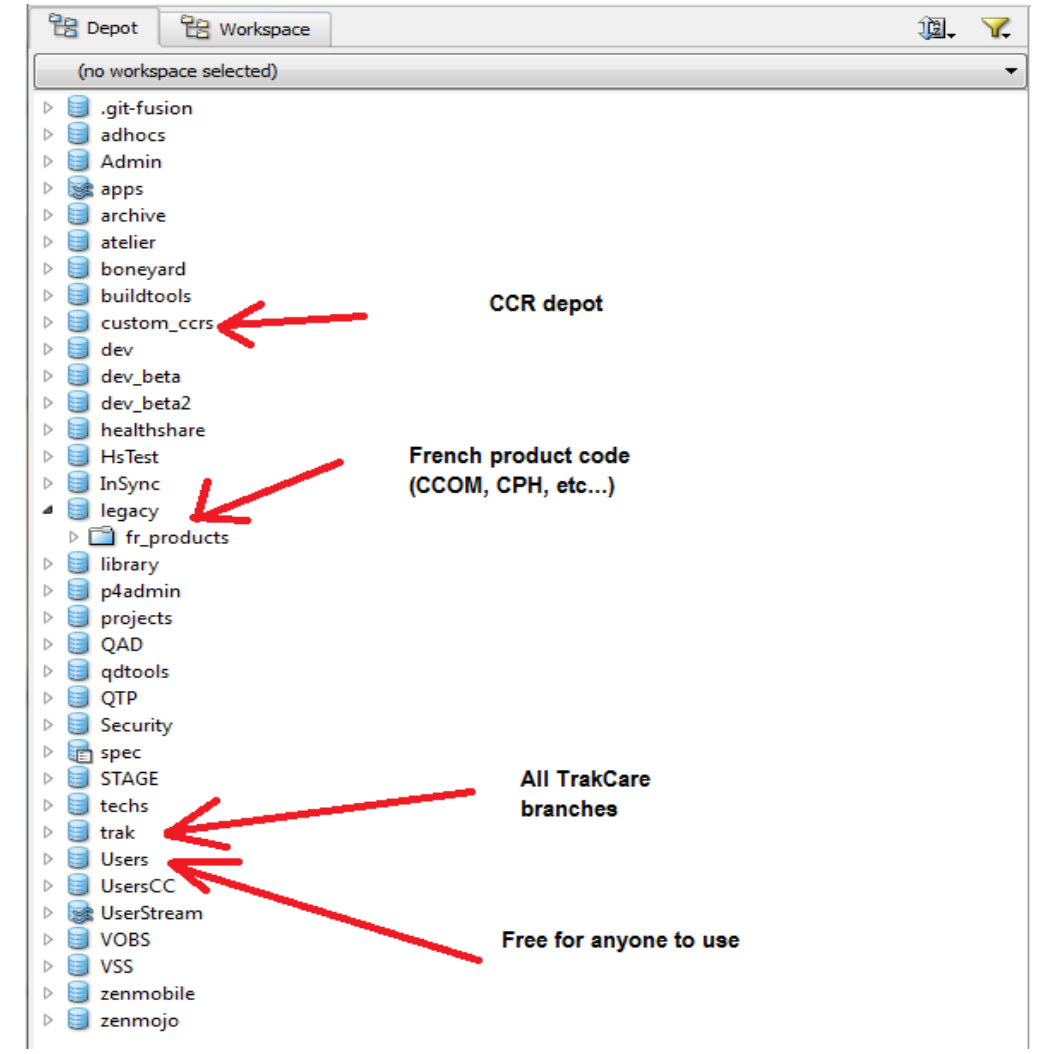 Depot Workspace
(no workspace selected)
.git-fusion
adhocs
Admin
apps
archive
atelier
boneyard
buildtools
CCR depot
custom_ccrs
dev
dev_beta
dev_beta2
healthshare
French product code
HsTest
(CCOM, CPH, etc...)
InSync
legacy
fr_products
library
p4admin
projects
QAD
qdtools
QTP
Security
spec
STAGE
All TrakCare
techs
branches
trak
Users
UsersCC
UserStream
VOBS
Free for anyone to use
VSS
zenmobile
zenmojo